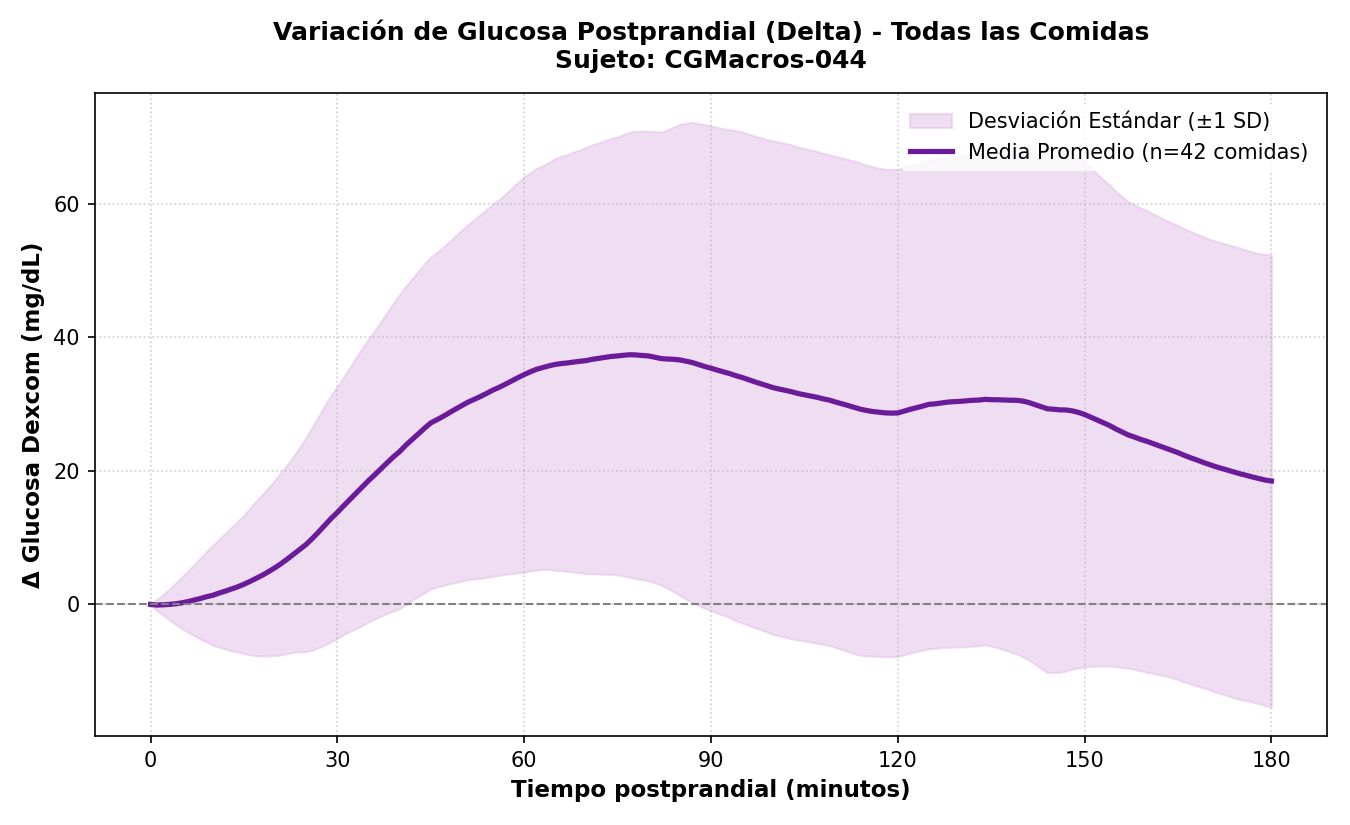 Variación de Glucosa Postprandial (Delta) - Todas las Comidas
Sujeto: CGMacros-044
Desviación Estándar (±1 SD)
Media Promedio (n=42 comidas)
Δ Glucosa Dexcom (mg/dL)
60
40
20
0
0 30 60 90 120 150 180
Tiempo postprandial (minutos)